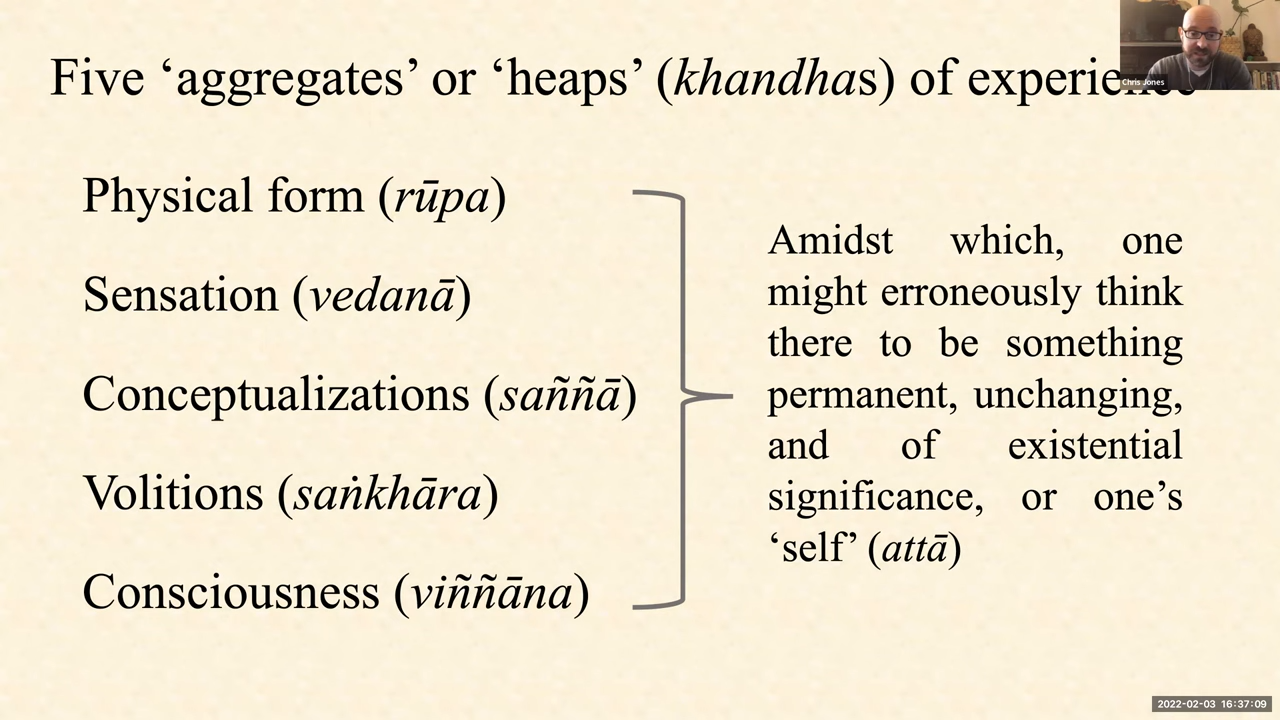 Five ‘aggregates’ or ‘heaps’ (khandhas) of experience
Chris Jones
Physical form (rūpa)
Sensation (vedanā)
Conceptualizations (saññā)
Volitions (saṅkhāra)
Consciousness (viññāna)
Amidst which, one
might erroneously think
there to be something
permanent, unchanging,
and of existential
significance, or one’s
‘self’ (attā)
2022-02-03 16:37:09